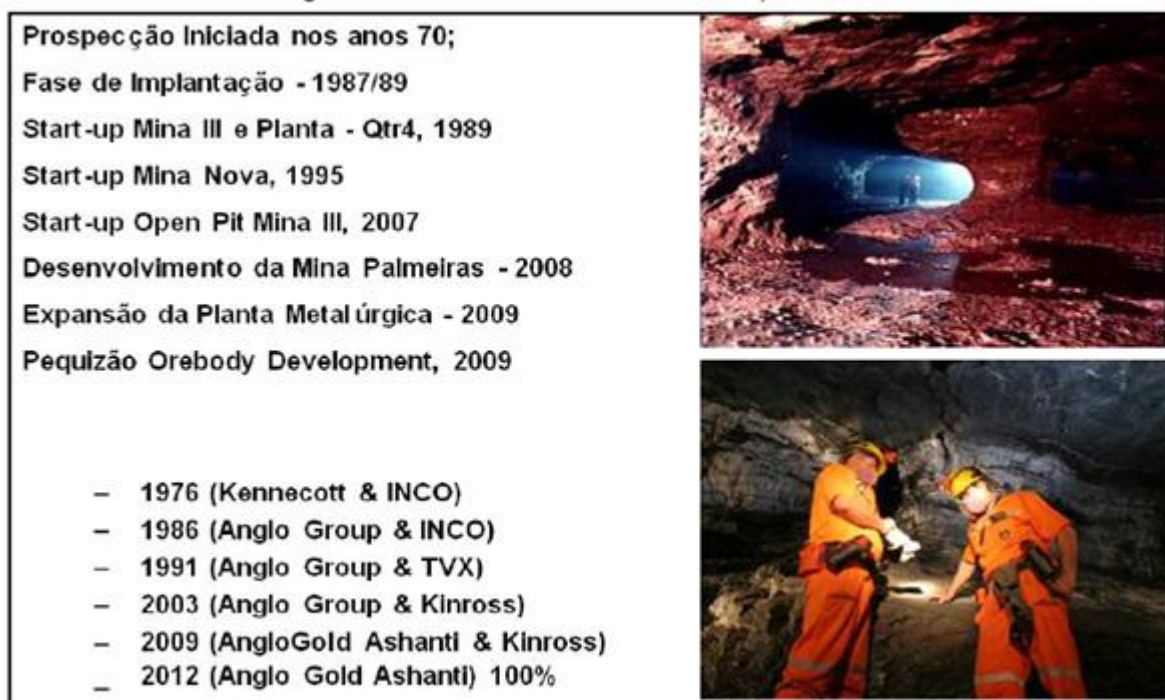 Prospecção Iniciada nos anos 70;
Fase de Implantação - 1987/89
Start-up Mina III e Planta - Qtr4, 1989
Start-up Mina Nova, 1995
Start-up Open Pit Mina III, 2007
Desenvolvimento da Mina Palmeiras - 2008
Expansão da Planta Metalúrgica - 2009
Pequizão Orebody Development, 2009
– 1976 (Kennecott & INCO)
– 1986 (Anglo Group & INCO)
– 1991 (Anglo Group & TVX)
– 2003 (Anglo Group & Kinross)
– 2009 (AngloGold Ashanti & Kinross)
– 2012 (Anglo Gold Ashanti) 100%